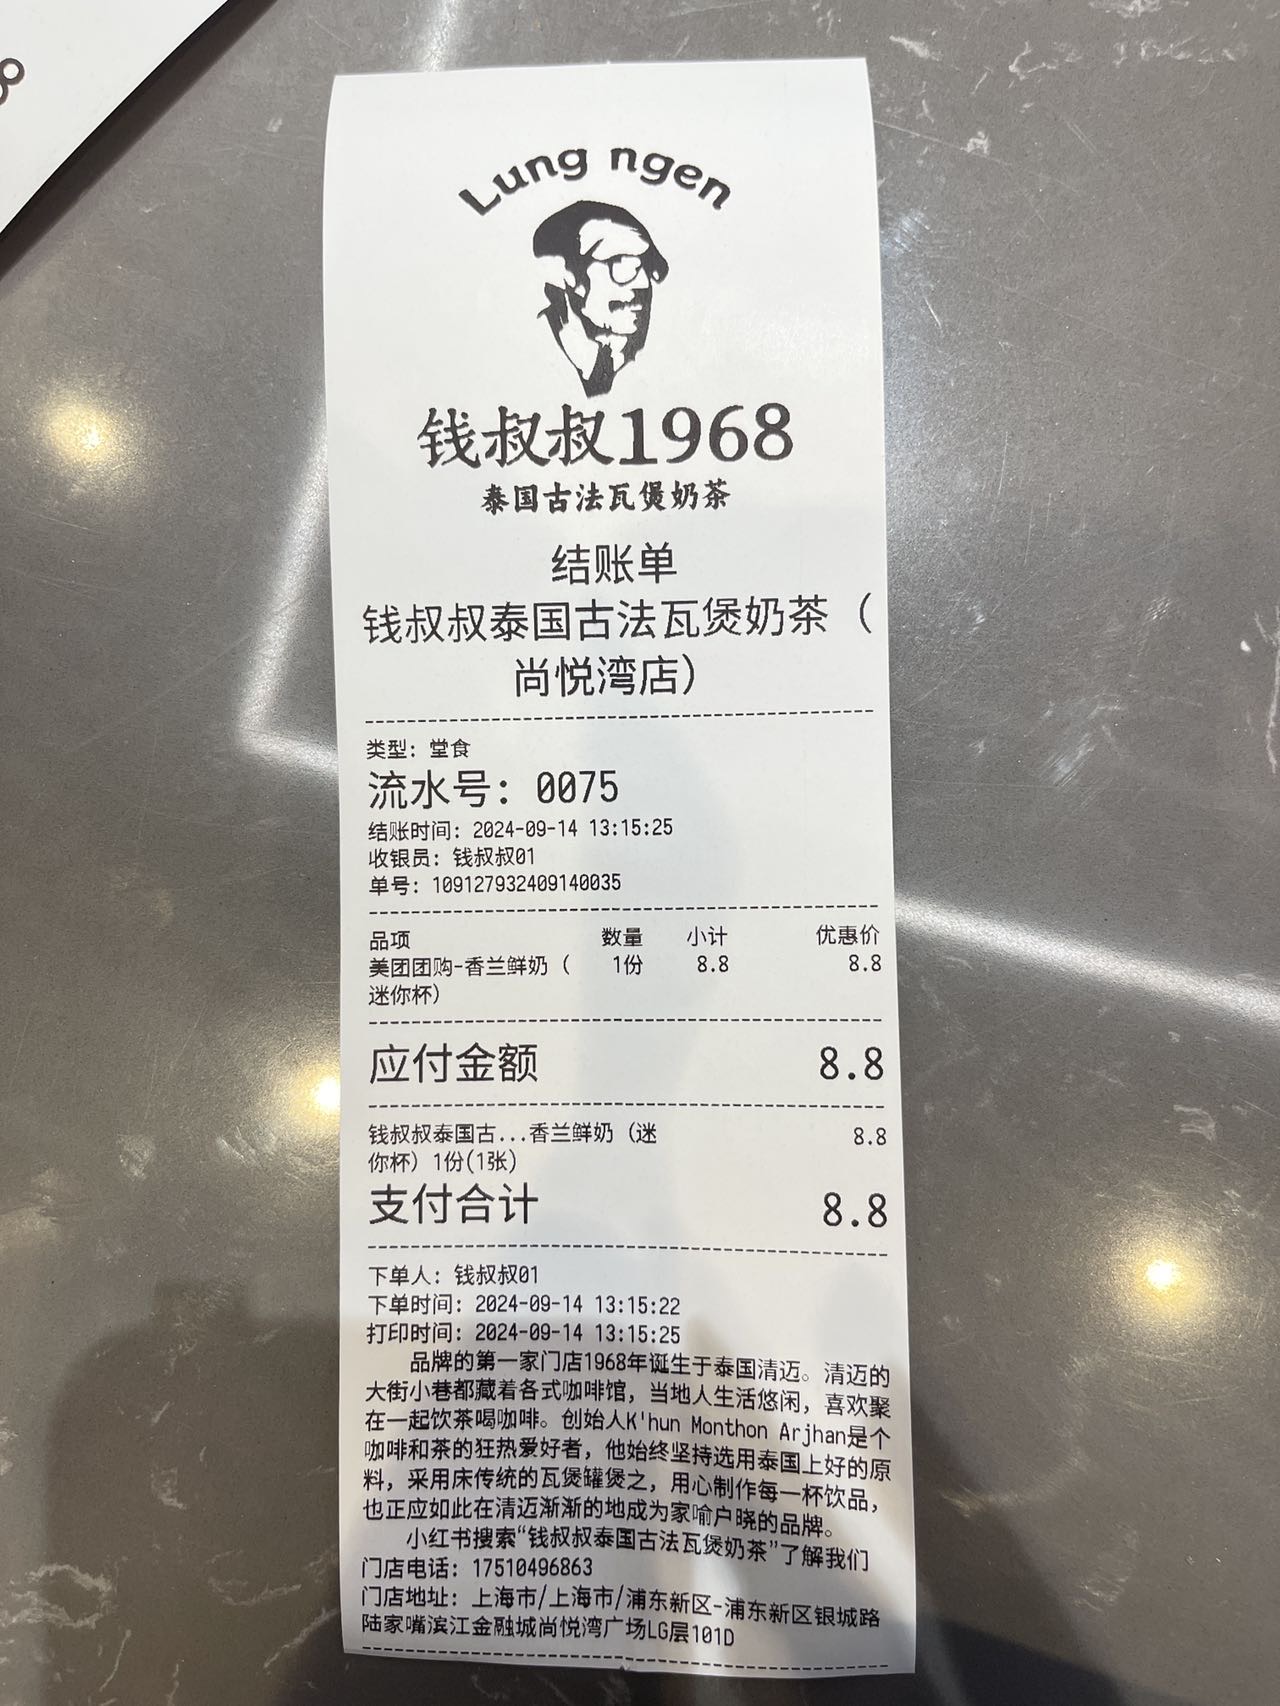 8
Lung ngen
钱叔叔1968
泰国古法瓦煲奶茶
结账单
钱叔叔泰国古法瓦煲奶茶（
尚悦湾店）
类型：堂食
流水号：0075
结账时间：2024-09-14 13:15:25
收银员：钱叔叔01
单号：109127932409140035
品项 数量 小计 优惠价
美团团购-香兰鲜奶（ 1份 8.8 8.8
迷你杯）
应付金额 8.8
钱叔叔泰国古...香兰鲜奶（迷 8.8
你杯）1份(1张)
支付合计 8.8
下单人：钱叔叔01
下单时间：2024-09-14 13:15:22
打印时间：2024-09-14 13:15:25
品牌的第一家门店1968年诞生于泰国清迈。清迈的
大街小巷都藏着各式咖啡馆，当地人生活悠闲，喜欢聚
在一起饮茶喝咖啡。创始人K'hun Monthon Arjhan是个
咖啡和茶的狂热爱好者，他始终坚持选用泰国上好的原
料，采用床传统的瓦煲罐煲之，用心制作每一杯饮品，
也正应如此在清迈渐渐的地成为家喻户晓的品牌。
小红书搜索“钱叔叔泰国古法瓦煲奶茶”了解我们
门店电话：17510496863
门店地址：上海市/上海市/浦东新区-浦东新区银城路
陆家嘴滨江金融城尚悦湾广场LG层101D